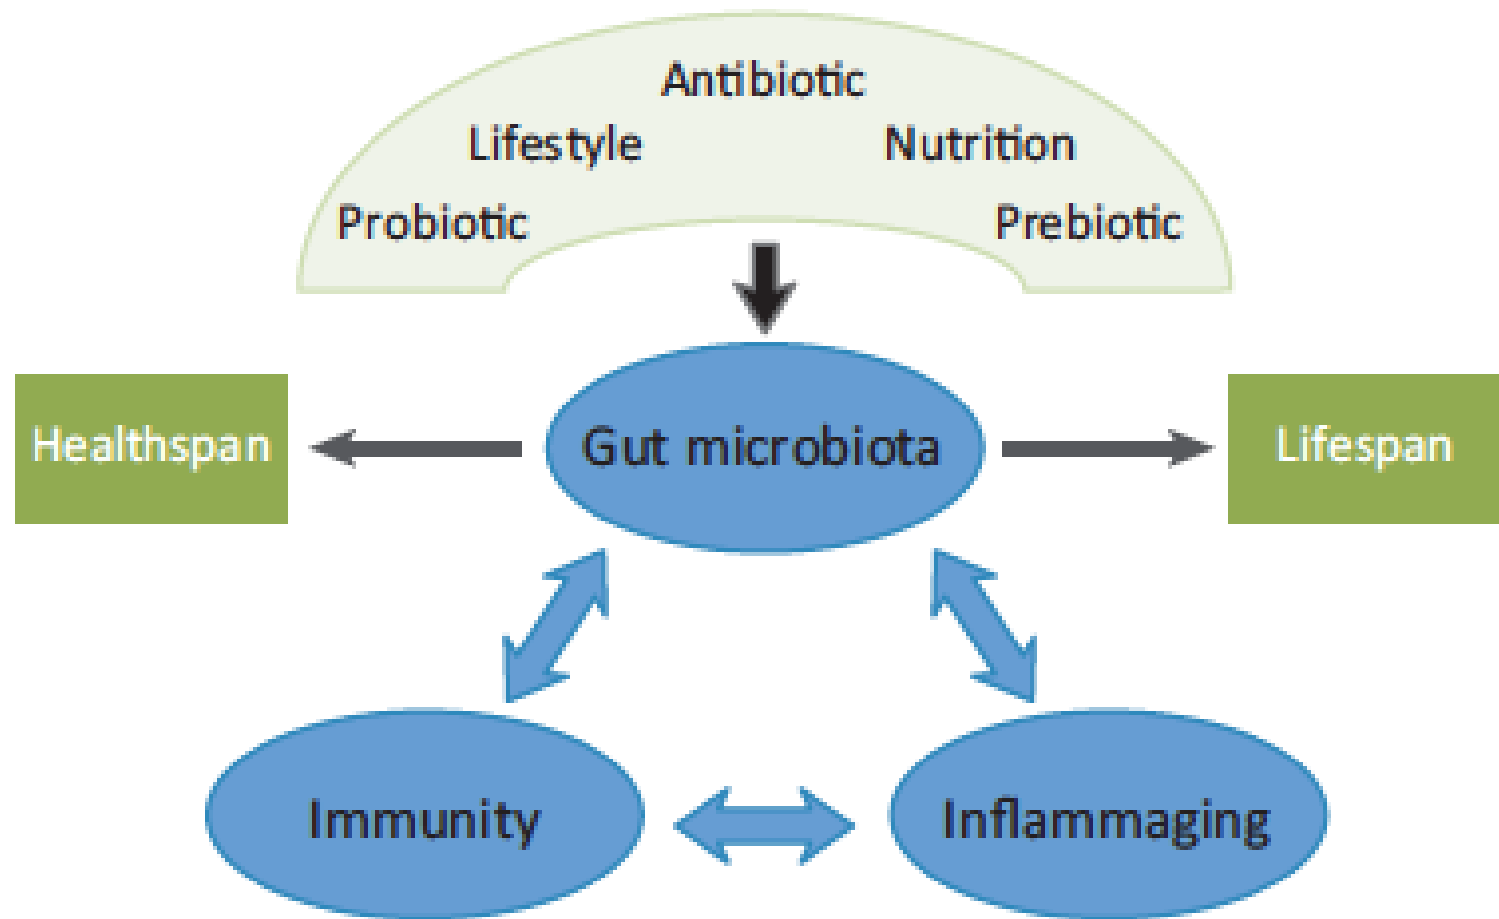 Antibiotic
Lifestyle
Nutrition
Probiotic
Prebiotic
Healthspan
Gut microbiota
Lifespan
Immunity
Inflammaging